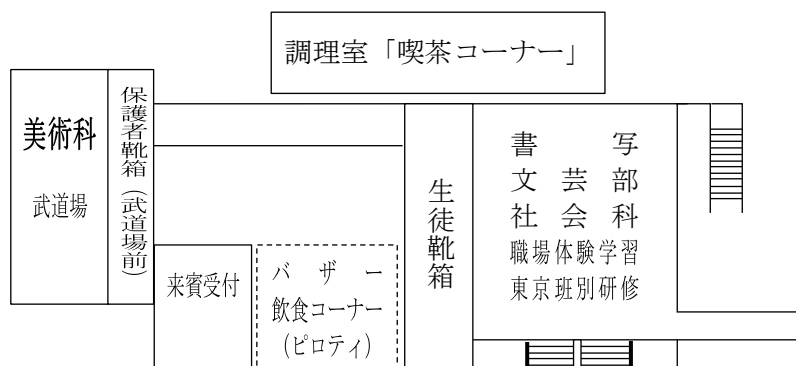 調理室「喫茶コーナー」
美術科
武道場
保護者靴箱（武道場前）
来賓受付
バザー
飲食コーナー
（ピロティ）
生徒靴箱
書写
文芸部
社会科
職場体験学習
東京班別研修